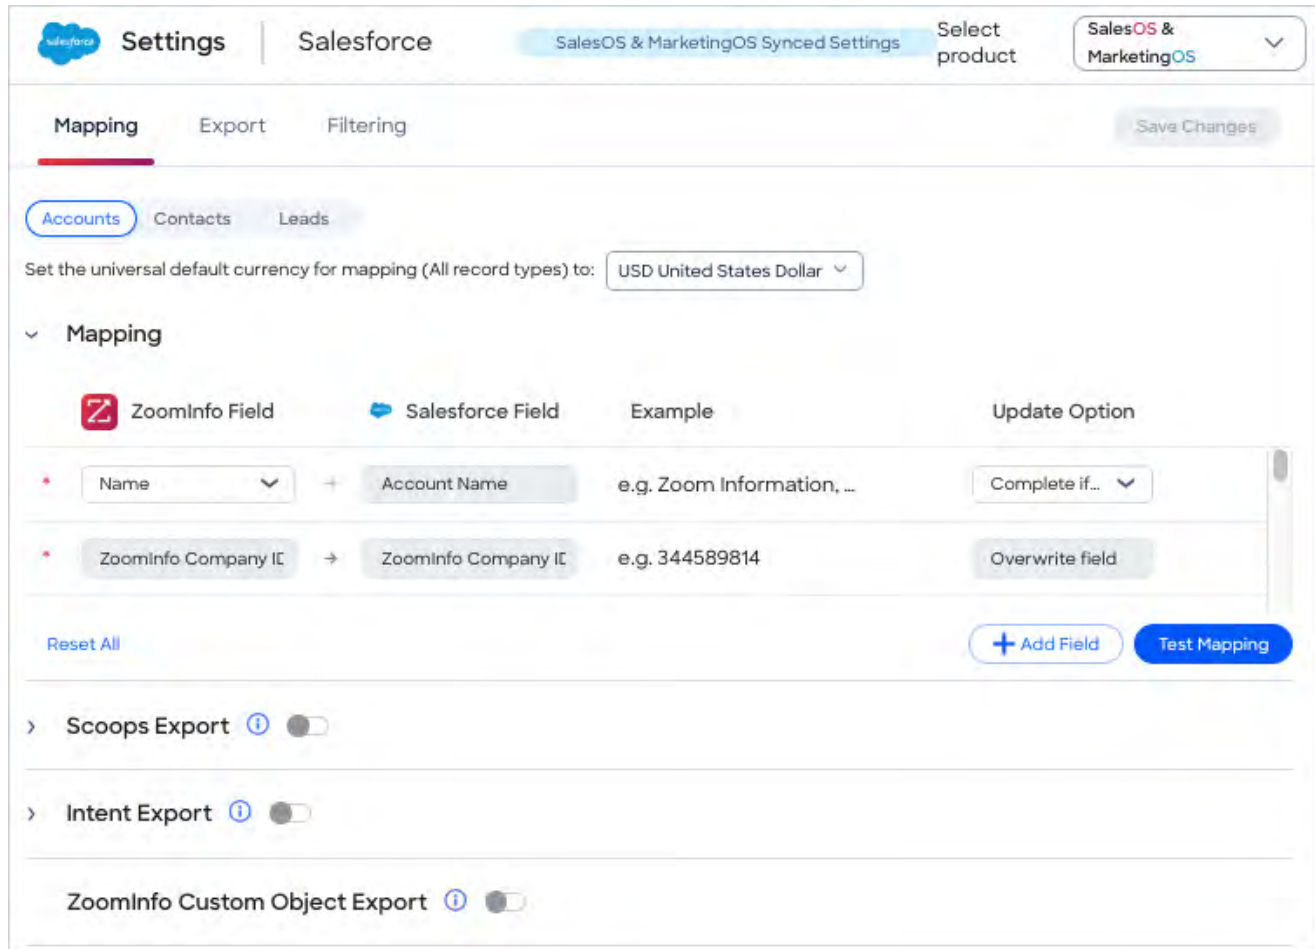 salesforce Settings Salesforce SalesOS & MarketingOS Synced Settings Select product SalesOS & MarketingOS
Mapping Export Filtering Save Changes
Accounts Contacts Leads
Set the universal default currency for mapping (All record types) to: USD United States Dollar
Mapping
ZoomInfo Field Salesforce Field Example Update Option
* Name → Account Name e.g. Zoom Information, ... Complete if...
* ZoomInfo Company ID → ZoomInfo Company ID e.g. 344589814 Overwrite field
Reset All + Add Field Test Mapping
Scoops Export
Intent Export
ZoomInfo Custom Object Export